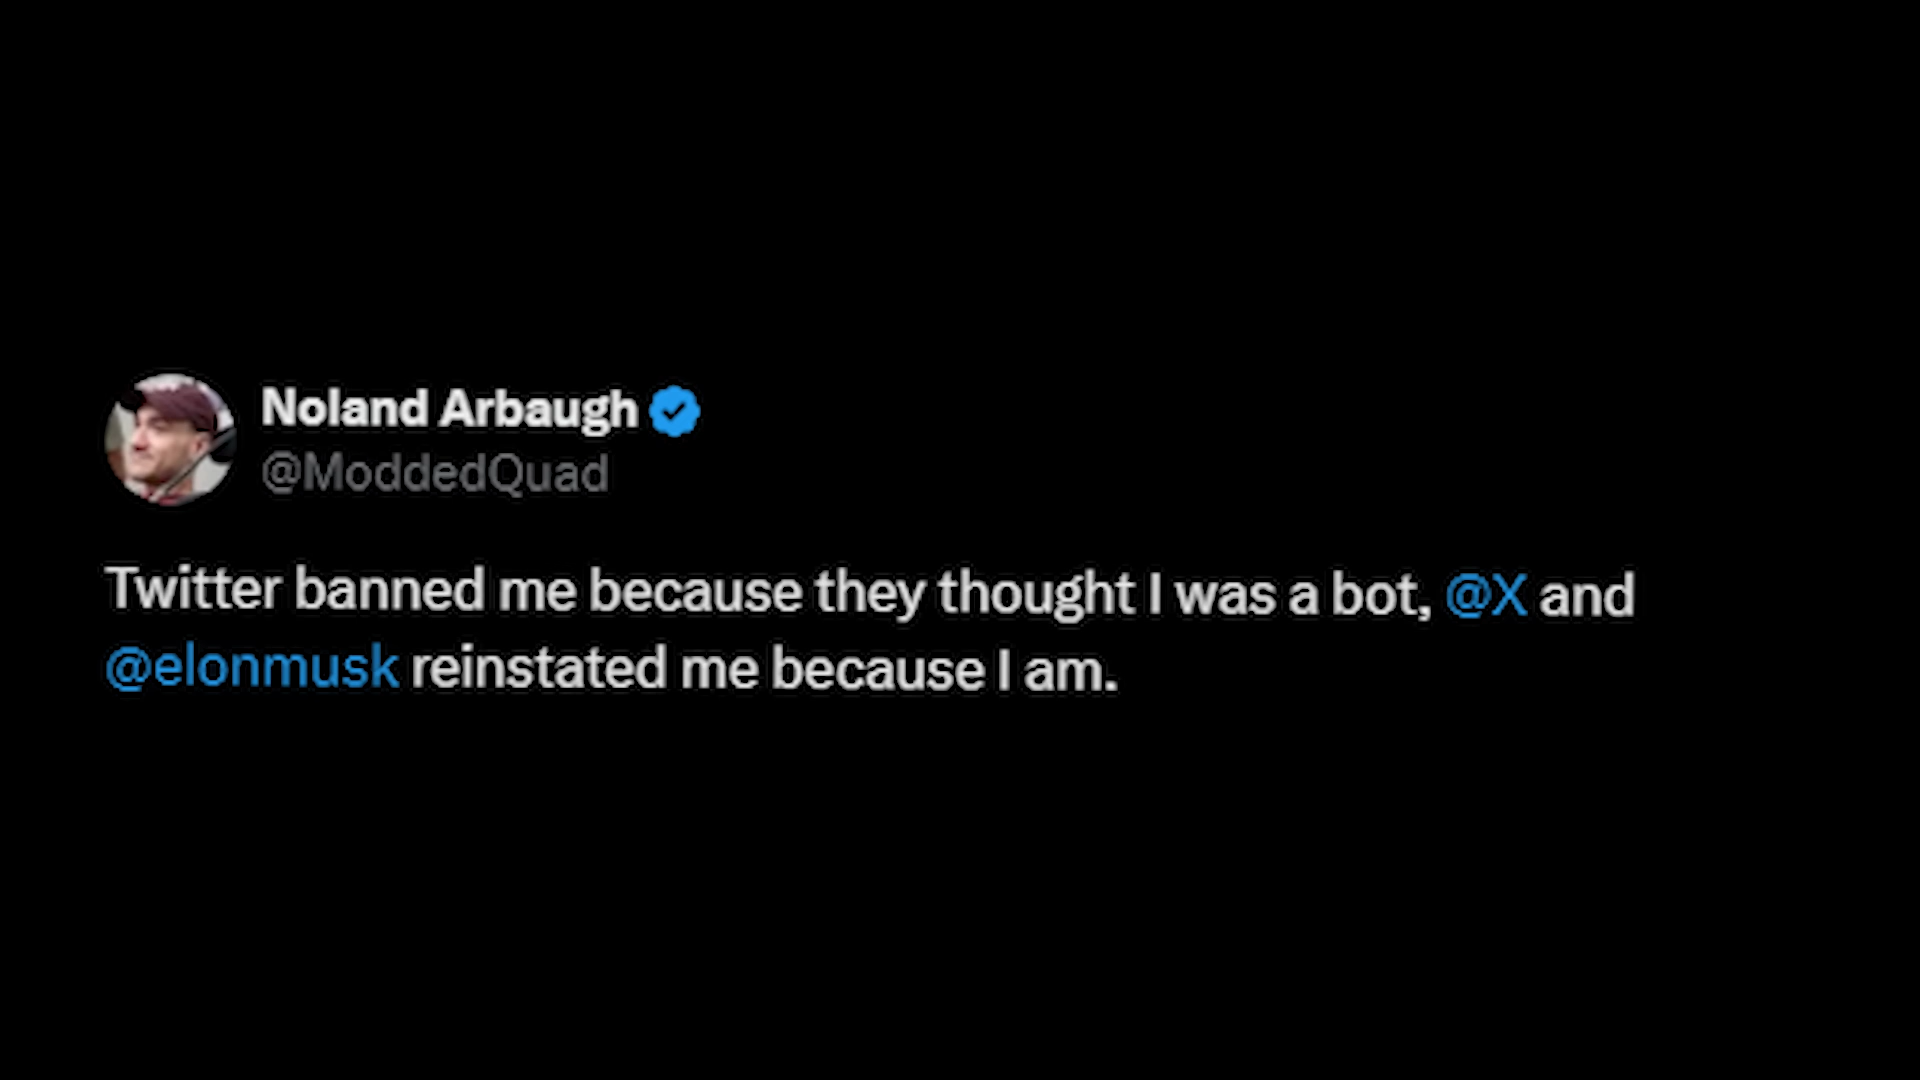 Noland Arbaugh
@ModdedQuad
Twitter banned me because they thought I was a bot, @X and
@elonmusk reinstated me because I am.